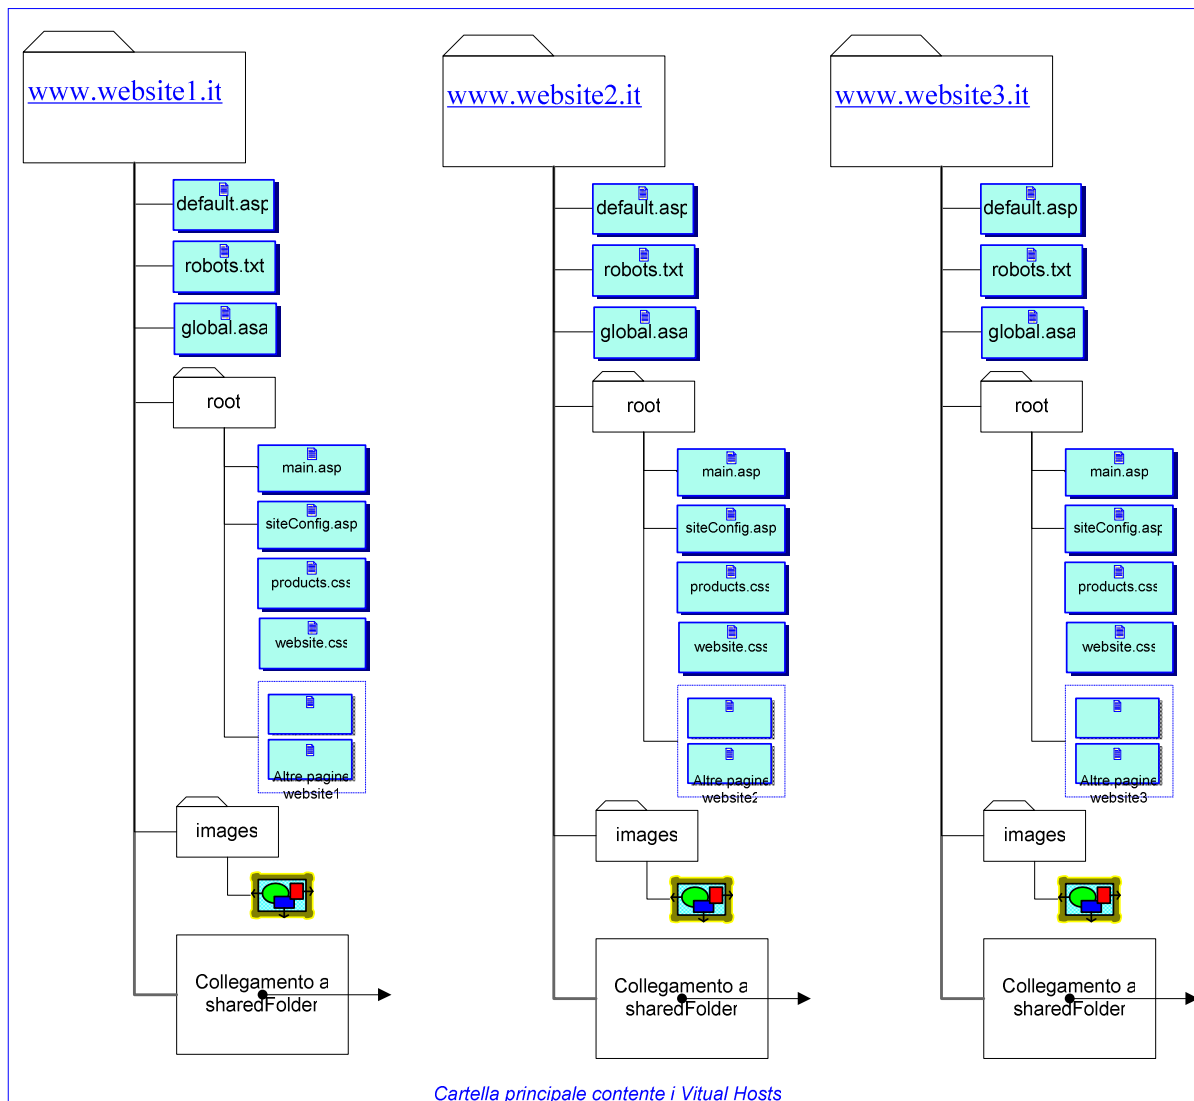 www.website1.it
default.asp
robots.txt
global.asa
root
main.asp
siteConfig.asp
products.css
website.css
Altre pagine
website1
images
Collegamento a
sharedFolder
www.website2.it
default.asp
robots.txt
global.asa
root
main.asp
siteConfig.asp
products.css
website.css
Altre pagine
website2
images
Collegamento a
sharedFolder
www.website3.it
default.asp
robots.txt
global.asa
root
main.asp
siteConfig.asp
products.css
website.css
Altre pagine
website3
images
Collegamento a
sharedFolder
Cartella principale contente i Vitual Hosts